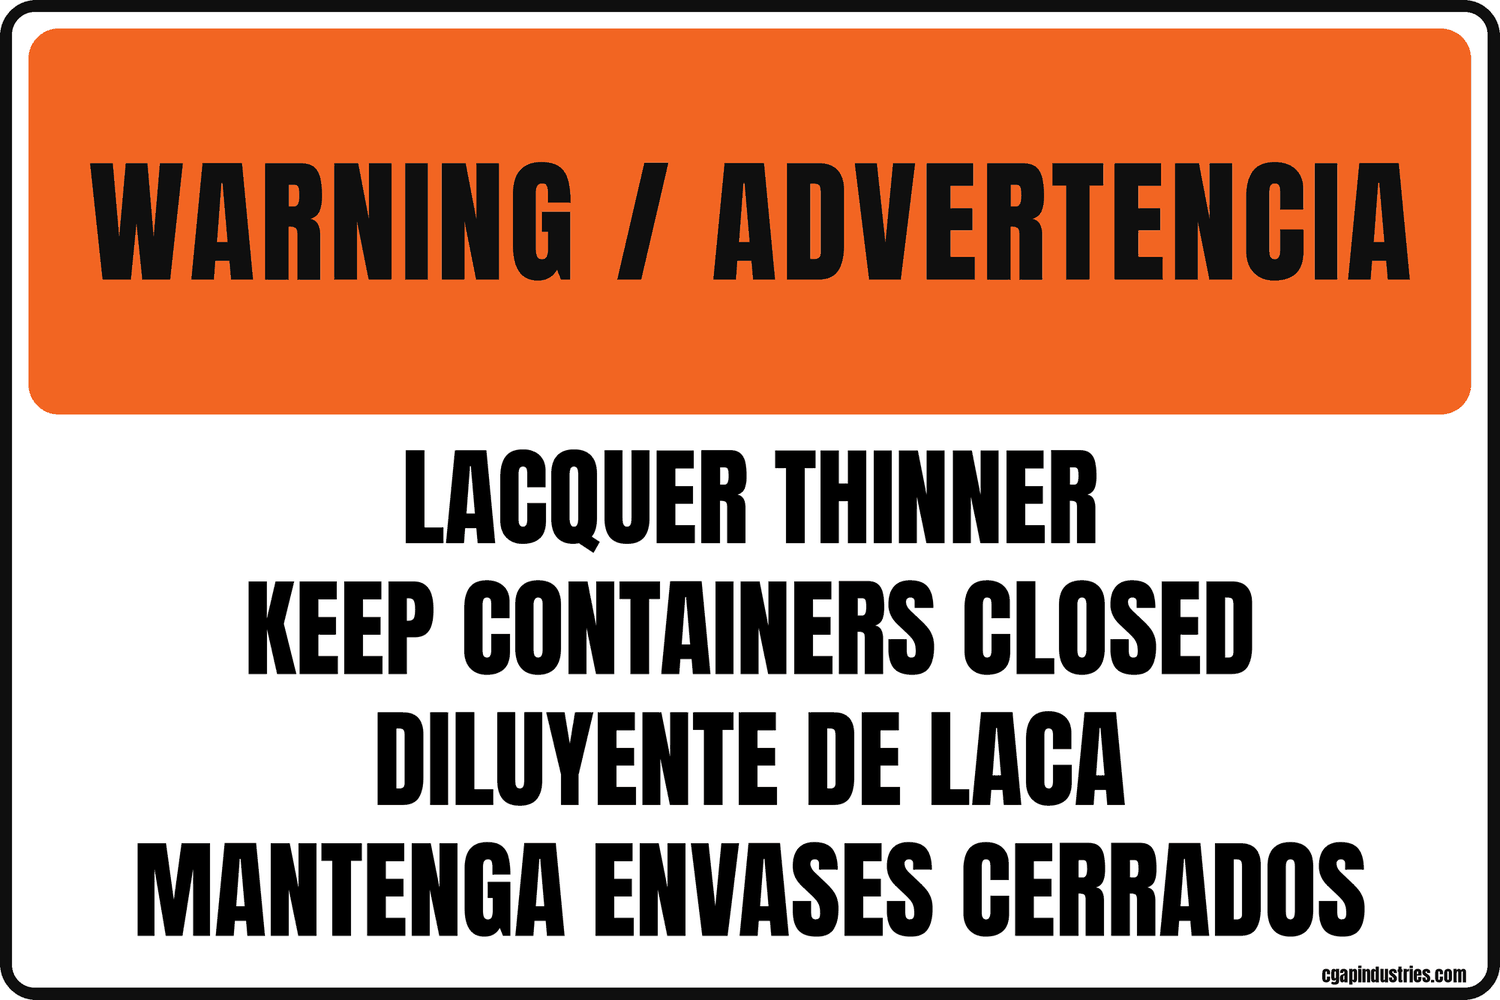 WARNING / ADVERTENCIA
LACQUER THINNER
KEEP CONTAINERS CLOSED
DILUYENTE DE LACA
MANTENGA ENVASES CERRADOS
cgapindustries.com